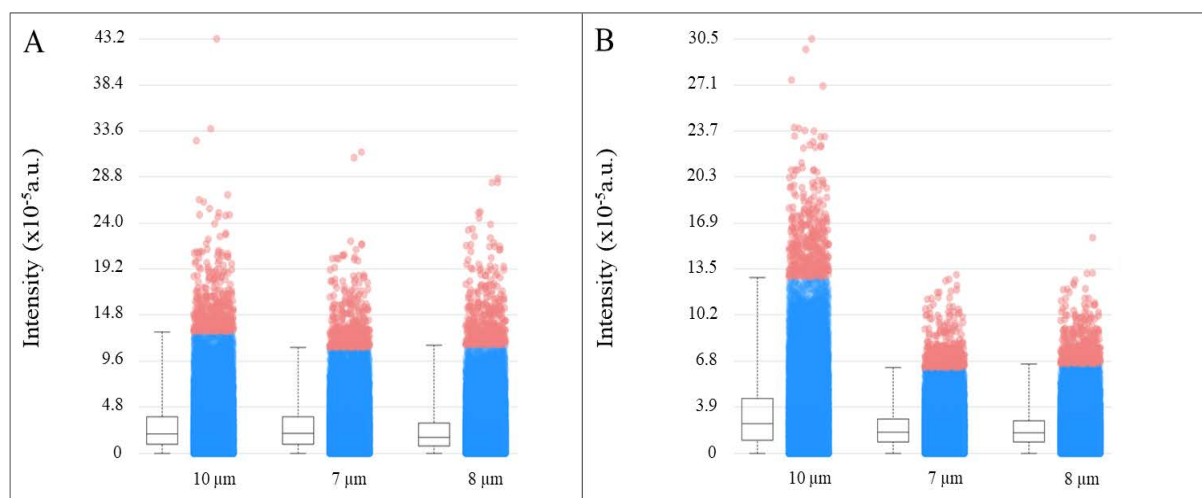 A
Intensity (x10⁻⁵a.u.)
43.2
38.4
33.6
28.8
24.0
19.2
14.8
9.6
4.8
0
10 μm
7 μm
8 μm
B
Intensity (x10⁻⁵a.u.)
30.5
27.1
23.7
20.3
16.9
13.5
10.2
6.8
3.9
0
10 μm
7 μm
8 μm